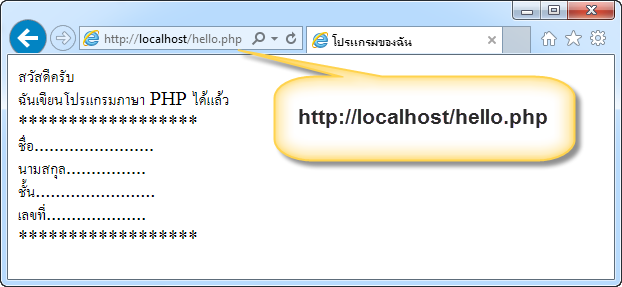 http://localhost/hello.php
โปรแกรมของฉัน
http://localhost/hello.php
สวัสดีครับ
ฉันเขียนโปรแกรมภาษา PHP ได้แล้ว
******************
ชื่อ........................
นามสกุล................
ชั้น........................
เลขที่....................
******************